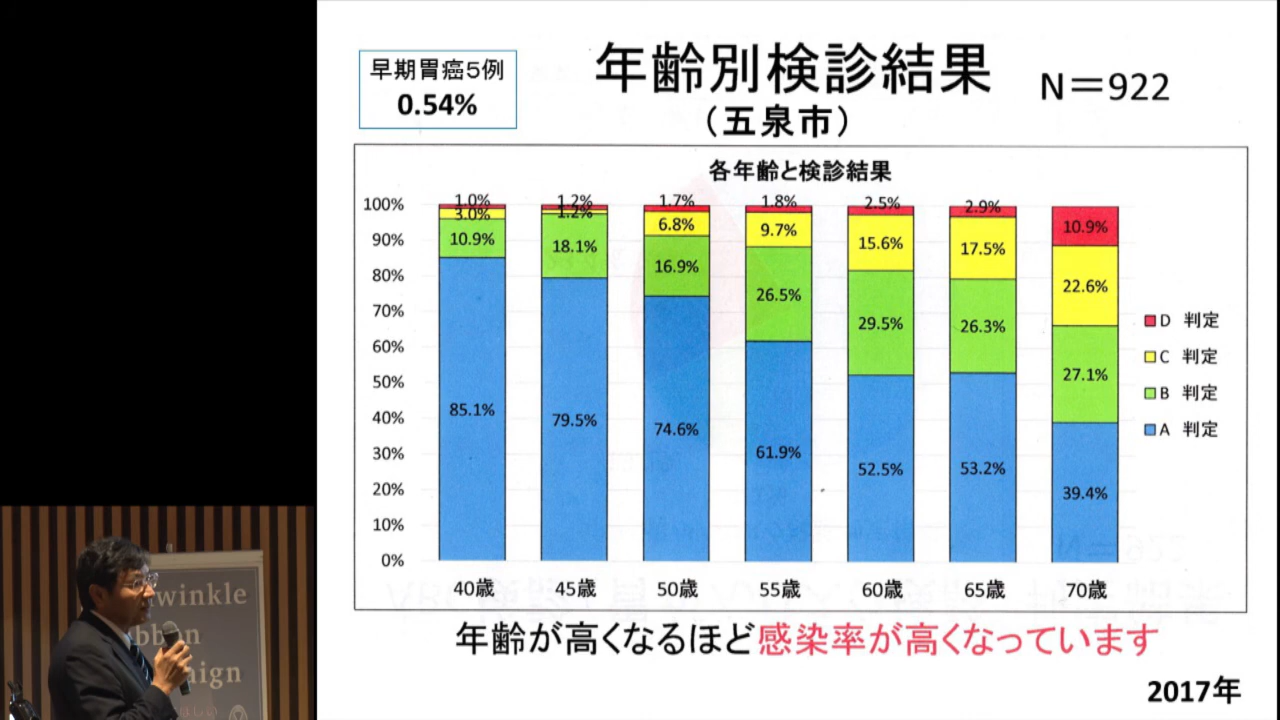 早期胃癌5例
0.54%
年齢別検診結果
N＝922
（五泉市）
各年齢と検診結果
100%
90%
80%
70%
60%
50%
40%
30%
20%
10%
0%
1.0%
3.0%
10.9%
85.1%
1.2%
1.2%
18.1%
79.5%
1.7%
6.8%
16.9%
74.6%
1.8%
9.7%
26.5%
61.9%
2.5%
15.6%
29.5%
52.5%
2.9%
17.5%
26.3%
53.2%
10.9%
22.6%
27.1%
39.4%
D 判定
C 判定
B 判定
A 判定
40歳 45歳 50歳 55歳 60歳 65歳 70歳
年齢が高くなるほど感染率が高くなっています
2017年
winkle
bbon
aign